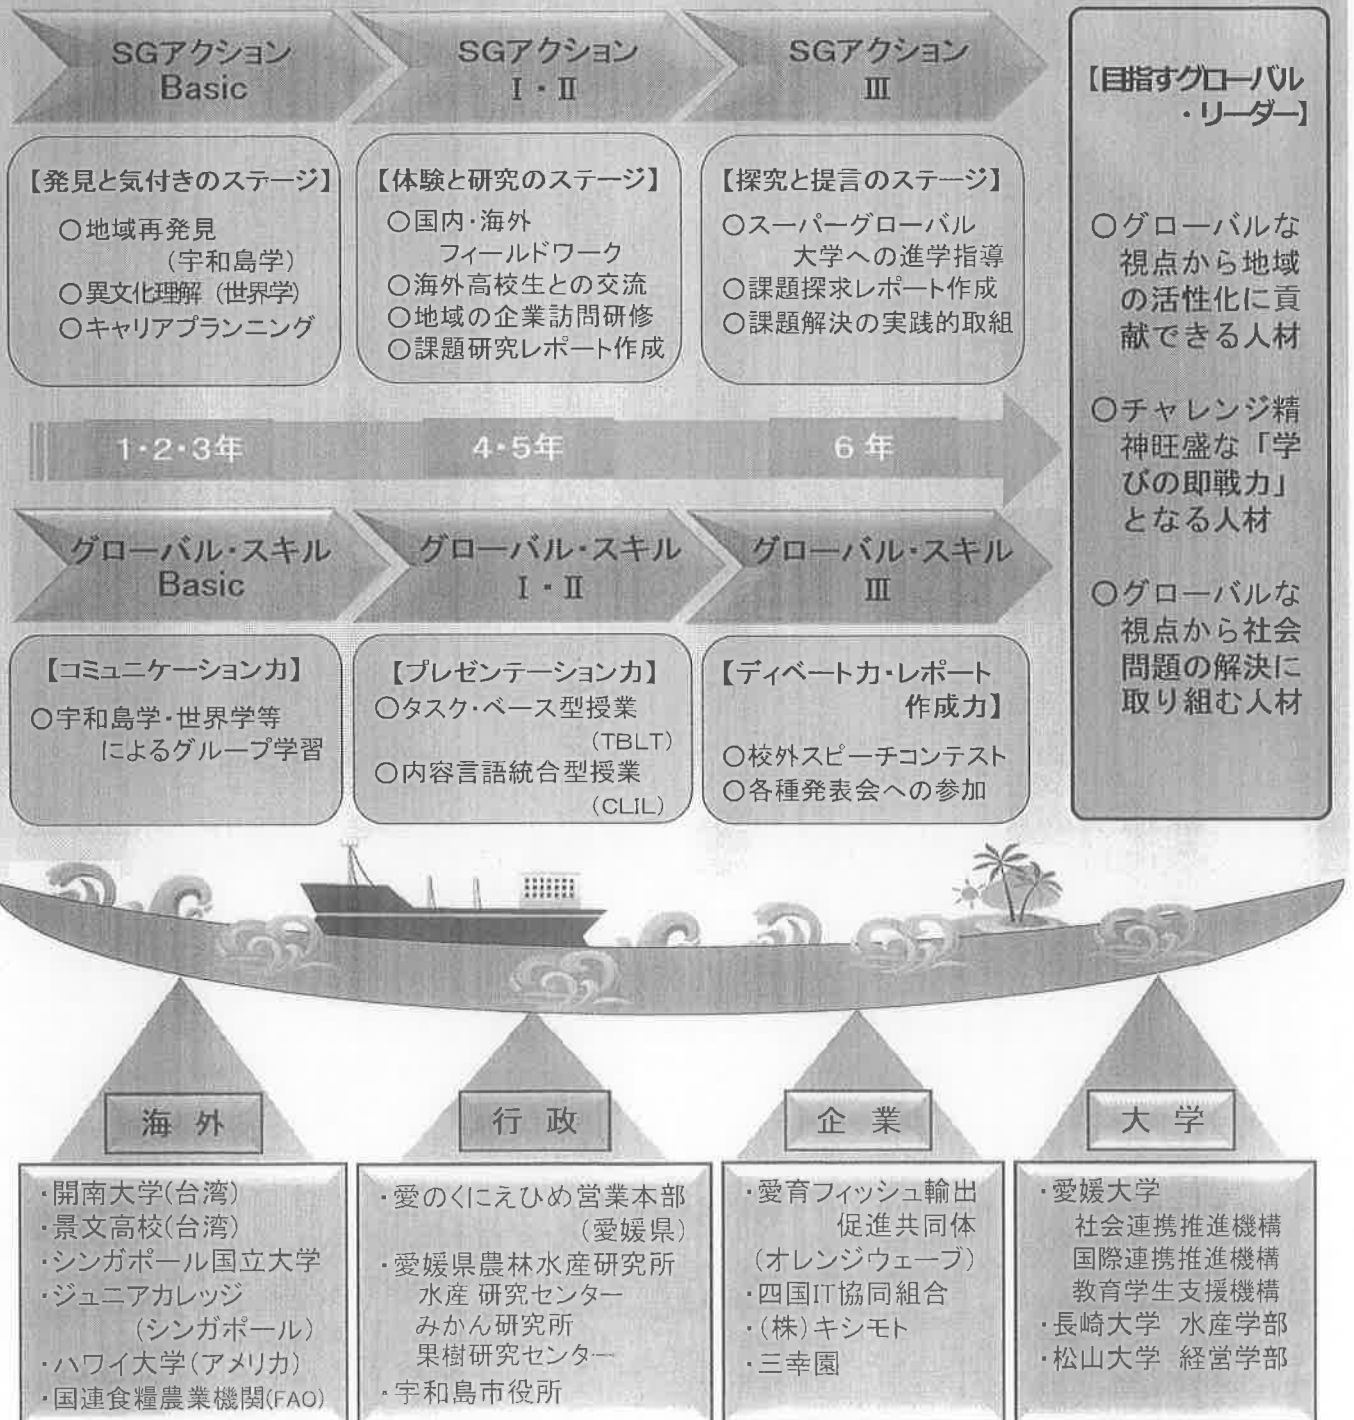 SGアクション
Basic
SGアクション
Ⅰ・Ⅱ
SGアクション
Ⅲ
【発見と気付きのステージ】
○地域再発見
(宇和島学)
○異文化理解（世界学）
○キャリアプランニング
【体験と研究のステージ】
○国内・海外
フィールドワーク
○海外高校生との交流
○地域の企業訪問研修
○課題研究レポート作成
【探究と提言のステージ】
○スーパーグローバル
大学への進学指導
○課題探求レポート作成
○課題解決の実践的取組
1・2・3年
4・5年
6 年
グローバル・スキル
Basic
グローバル・スキル
Ⅰ・Ⅱ
グローバル・スキル
Ⅲ
【コミュニケーション力】
○宇和島学・世界学等
によるグループ学習
【プレゼンテーション力】
○タスク・ベース型授業
(TBLT)
○内容言語統合型授業
(CLIL)
【ディベート力・レポート
作成力】
○校外スピーチコンテスト
○各種発表会への参加
【目指すグローバル
・リーダー】
○グローバルな
視点から地域
の活性化に貢
献できる人材
○チャレンジ精
神旺盛な「学
びの即戦力」
となる人材
○グローバルな
視点から社会
問題の解決に
取り組む人材
海 外
・開南大学(台湾)
・景文高校(台湾)
・シンガポール国立大学
・ジュニアカレッジ
(シンガポール)
・ハワイ大学(アメリカ)
・国連食糧農業機関(FAO)
行 政
・愛のくにえひめ営業本部
(愛媛県)
・愛媛県農林水産研究所
水産 研究センター
みかん研究所
果樹研究センター
・宇和島市役所
企 業
・愛育フィッシュ輸出
促進共同体
(オレンジウェーブ)
・四国IT協同組合
・(株)キシモト
・三幸園
大 学
・愛媛大学
社会連携推進機構
国際連携推進機構
教育学生支援機構
・長崎大学 水産学部
・松山大学 経営学部